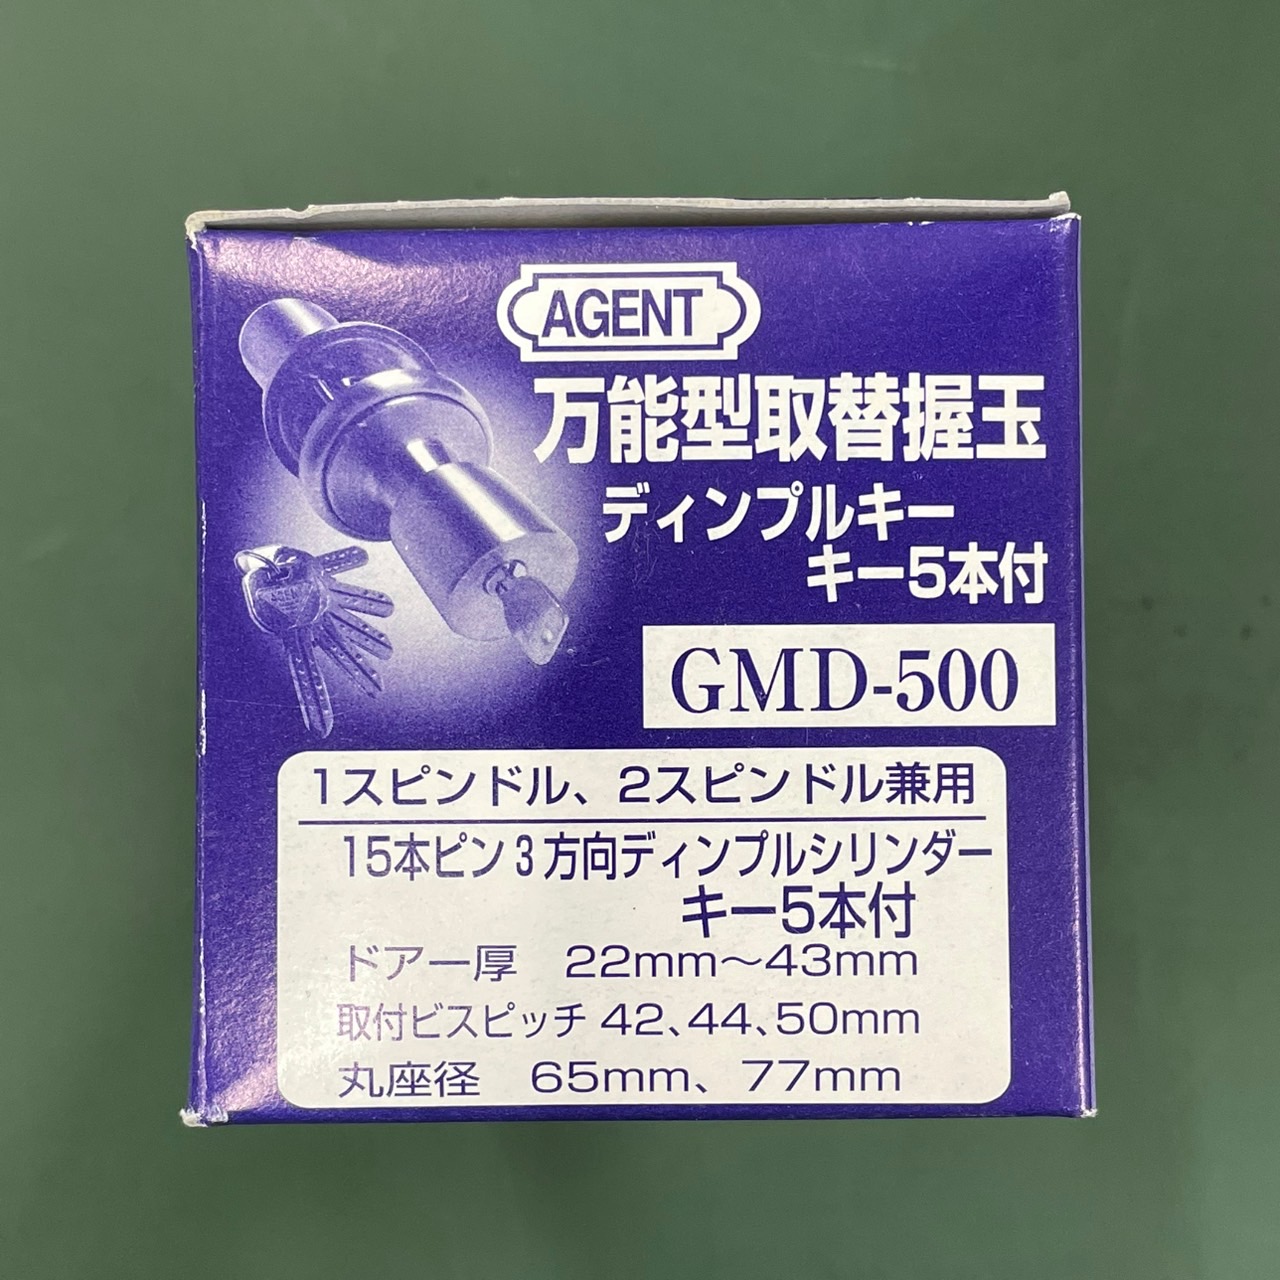 AGENT
万能型取替握玉
ディンプルキー
キー5本付
GMD-500
1スピンドル、2スピンドル兼用
15本ピン3方向ディンプルシリンダー
キー5本付
ドアー厚 22mm〜43mm
取付ビスピッチ 42、44、50mm
丸座径 65mm、77mm